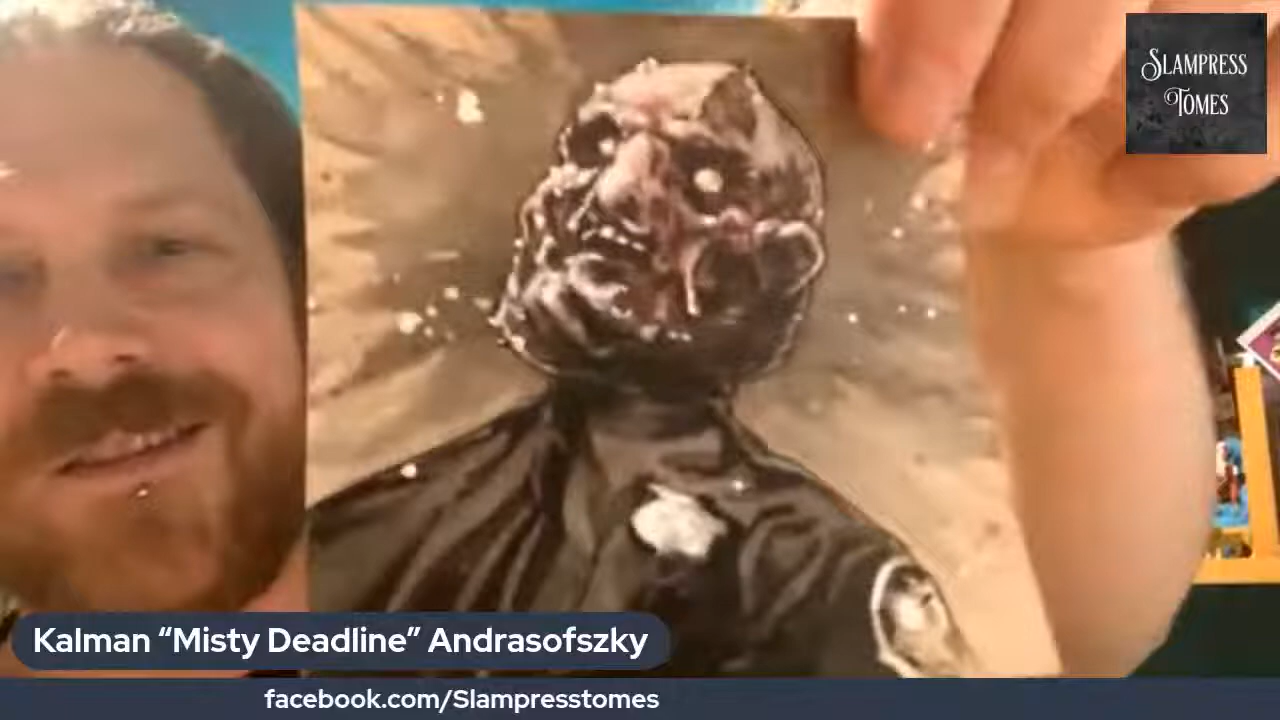 SLAMPRESS
TOMES
Kalman “Misty Deadline” Andrasofszky
facebook.com/Slampresstomes